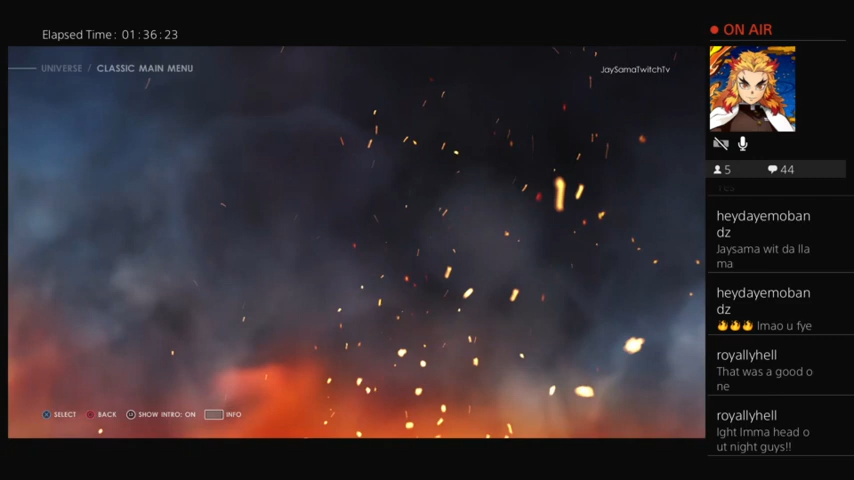 Elapsed Time : 01:36:23
ON AIR
UNIVERSE / CLASSIC MAIN MENU
JaySamaTwitchTv
5
44
heydayemoban
dz
Jaysama wit da lla
ma
heydayemoban
dz
🔥🔥🔥 lmao u fye
royallyhell
That was a good o
ne
royallyhell
Ight Imma head o
ut night guys!!
SELECT
BACK
SHOW INTRO: ON
INFO